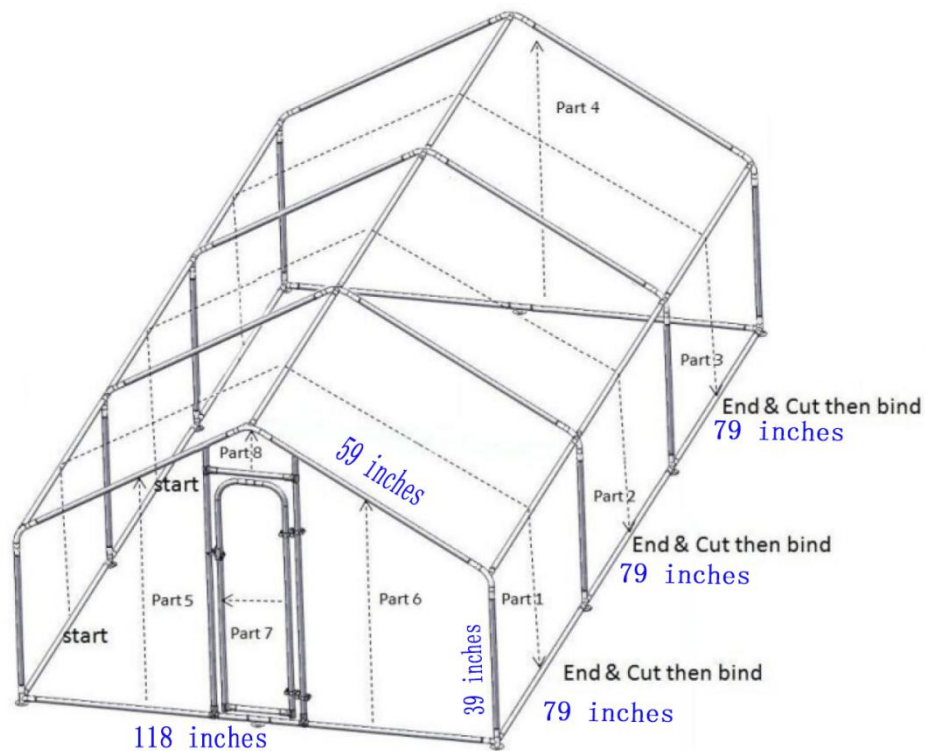 Part 4
Part 3
End & Cut then bind
79 inches
59 inches
Part 8
start
Part 2
End & Cut then bind
79 inches
Part 5
Part 6
Part 1
Part 7
start
39 inches
End & Cut then bind
79 inches
118 inches